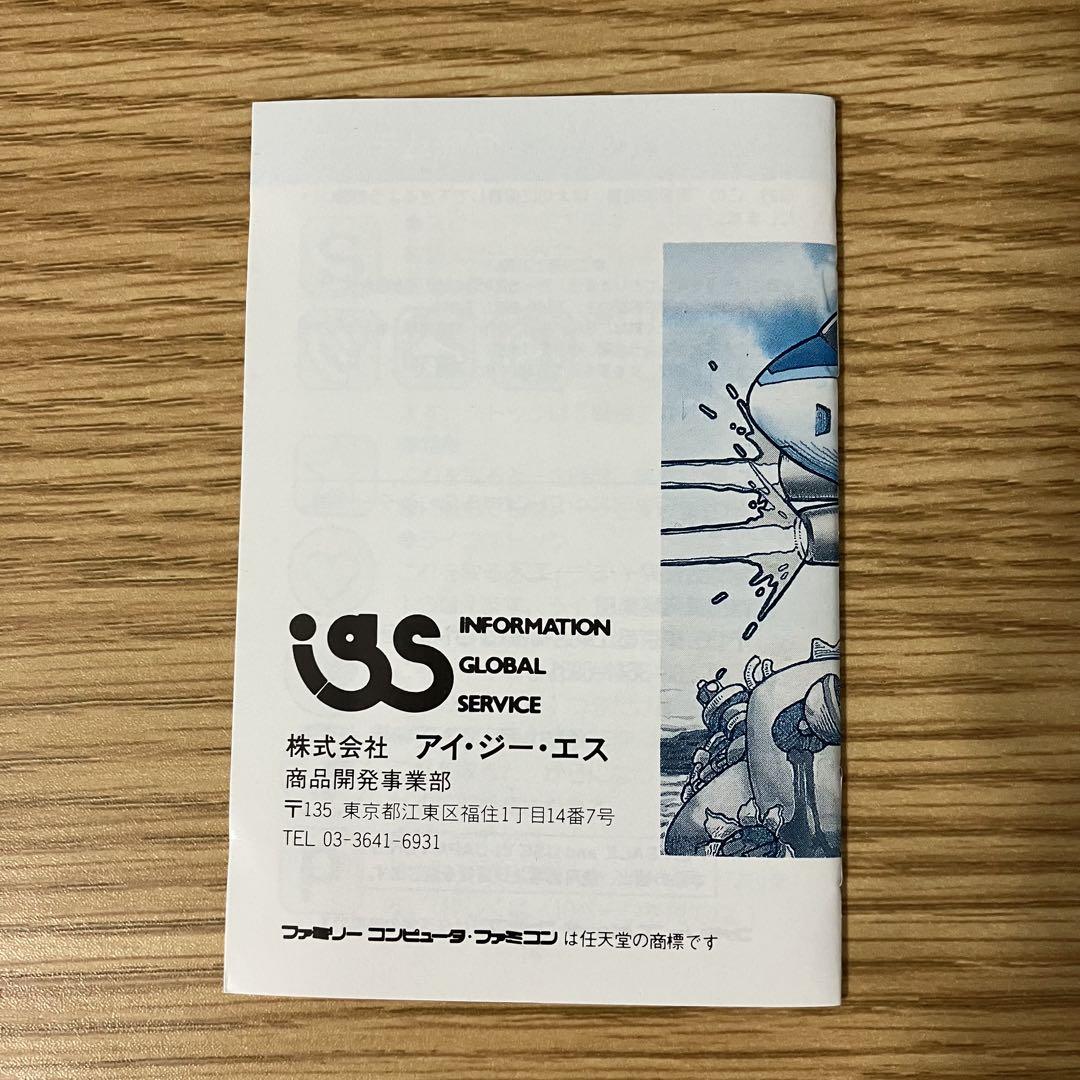 igs
INFORMATION
GLOBAL
SERVICE
株式会社 アイ・ジー・エス
商品開発事業部
〒135 東京都江東区福住1丁目14番7号
TEL 03-3641-6931
ファミリー コンピュータ・ファミコン は任天堂の商標です